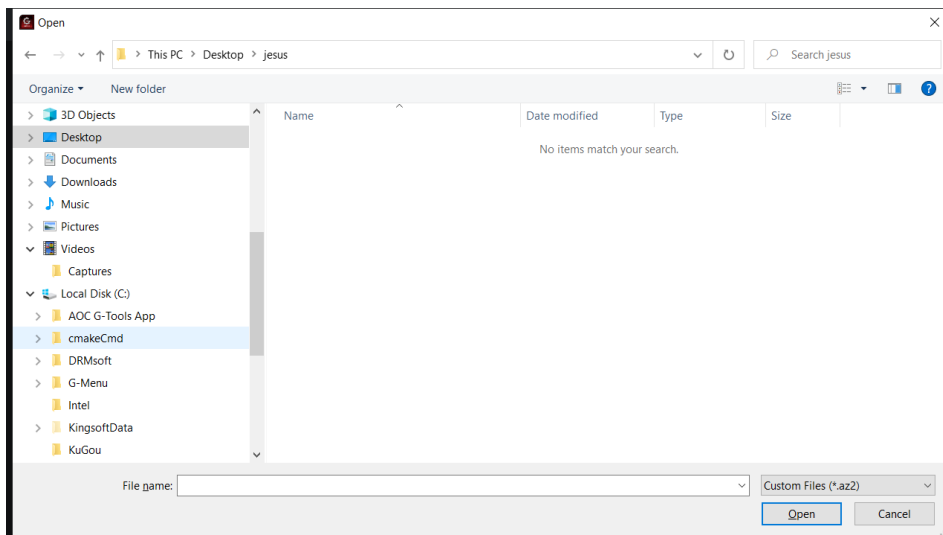 Open
This PC > Desktop > jesus
Search jesus
Organize
New folder
Name
Date modified
Type
Size
No items match your search.
3D Objects
Desktop
Documents
Downloads
Music
Pictures
Videos
Captures
Local Disk (C:)
AOC G-Tools App
cmakeCmd
DRMsoft
G-Menu
Intel
KingsoftData
KuGou
File name:
Custom Files (*.az2)
Open
Cancel